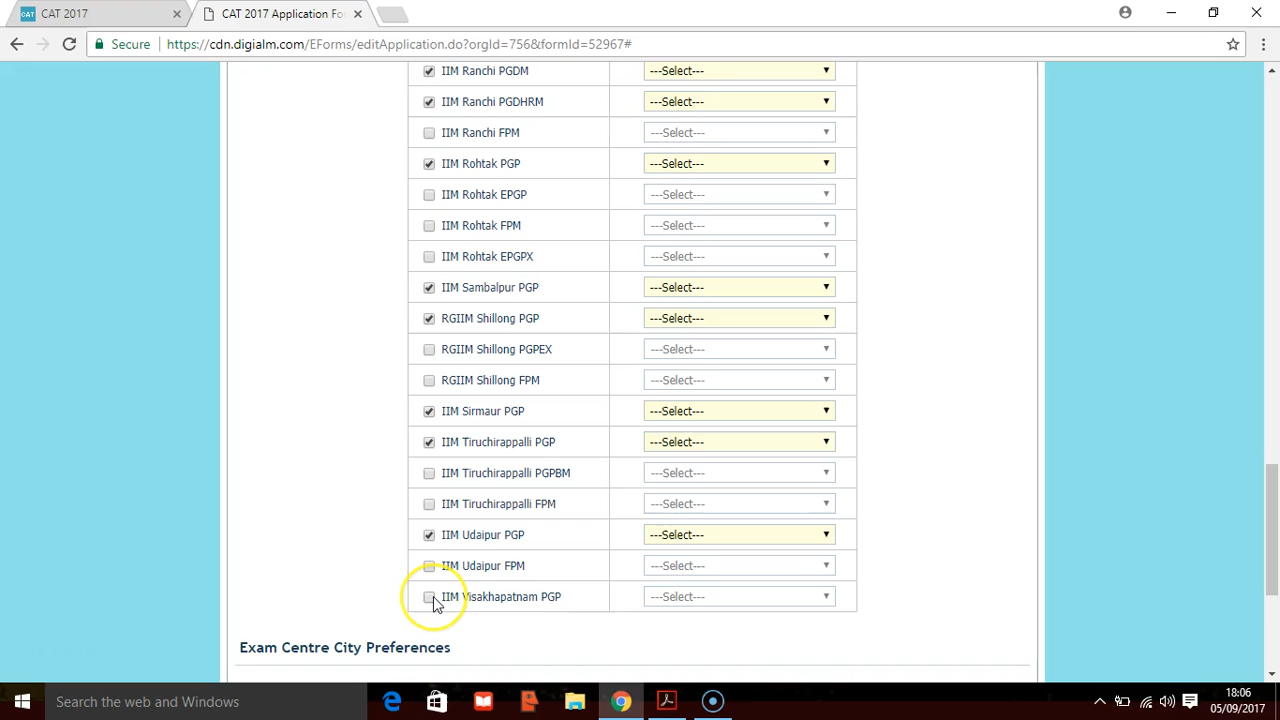 CAT CAT 2017
CAT 2017 Application Fo
Secure https://cdn.digialm.com/EForms/editApplication.do?orgId=756&formId=52967#
IIM Ranchi PGDM ---Select---
IIM Ranchi PGDHRM ---Select---
IIM Ranchi FPM ---Select---
IIM Rohtak PGP ---Select---
IIM Rohtak EPGP ---Select---
IIM Rohtak FPM ---Select---
IIM Rohtak EPGPX ---Select---
IIM Sambalpur PGP ---Select---
RGIIM Shillong PGP ---Select---
RGIIM Shillong PGPEX ---Select---
RGIIM Shillong FPM ---Select---
IIM Sirmaur PGP ---Select---
IIM Tiruchirappalli PGP ---Select---
IIM Tiruchirappalli PGPBM ---Select---
IIM Tiruchirappalli FPM ---Select---
IIM Udaipur PGP ---Select---
IIM Udaipur FPM ---Select---
IIM Visakhapatnam PGP ---Select---
Exam Centre City Preferences
Search the web and Windows
18:06
05/09/2017